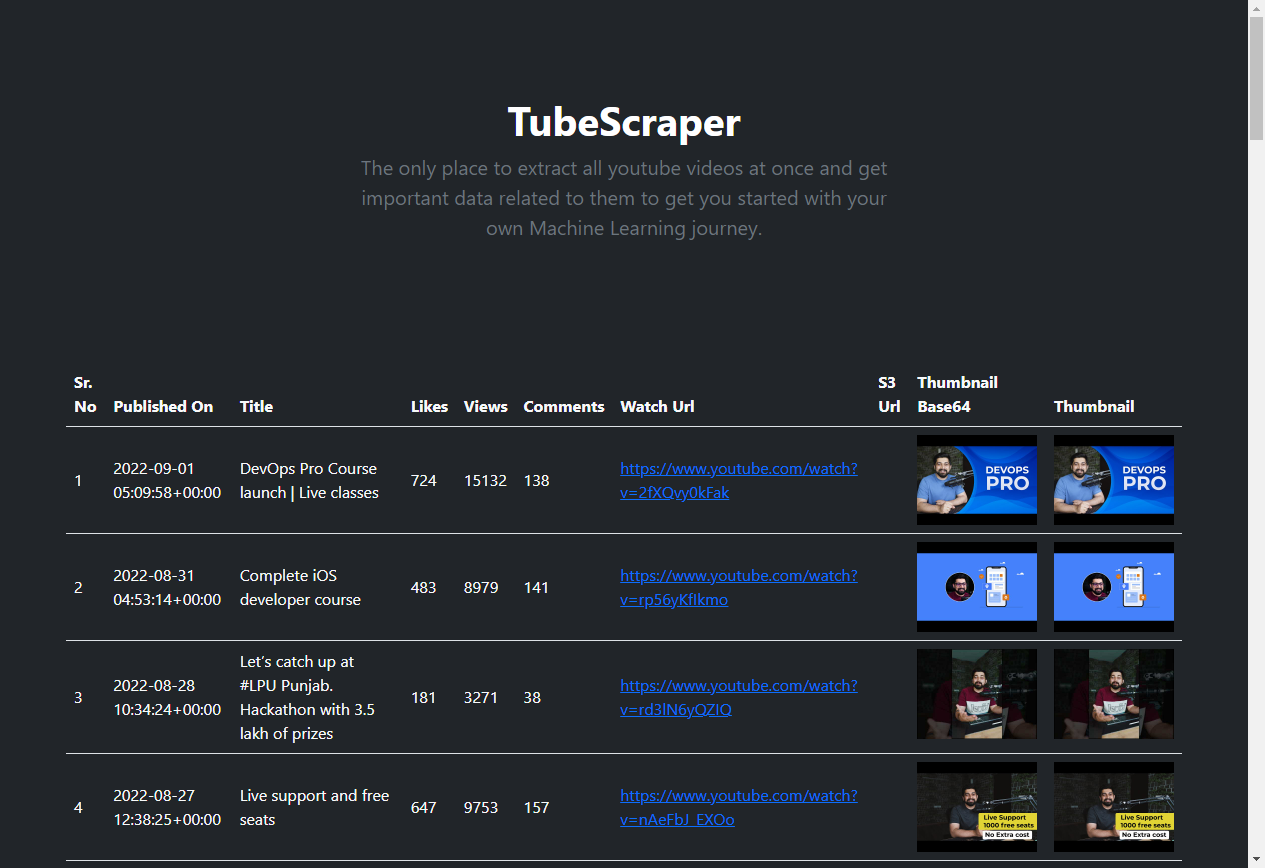 TubeScraper
The only place to extract all youtube videos at once and get
important data related to them to get you started with your
own Machine Learning journey.
Sr. No Published On Title Likes Views Comments Watch Url S3 Url Thumbnail Base64 Thumbnail
1
2022-09-01
05:09:58+00:00
DevOps Pro Course
launch | Live classes
724
15132
138
https://www.youtube.com/watch?
v=2fXQvy0kFak
DEVOPS
PRO
DEVOPS
PRO
2
2022-08-31
04:53:14+00:00
Complete iOS
developer course
483
8979
141
https://www.youtube.com/watch?
v=rp56yKflkmo
3
2022-08-28
10:34:24+00:00
Let's catch up at
#LPU Punjab.
Hackathon with 3.5
lakh of prizes
181
3271
38
https://www.youtube.com/watch?
v=rd3lN6yQZIQ
4
2022-08-27
12:38:25+00:00
Live support and free
seats
647
9753
157
https://www.youtube.com/watch?
v=nAeFbJ_EXOo
Live Support
1000 free seats
No Extra cost
Live Support
1000 free seats
No Extra cost